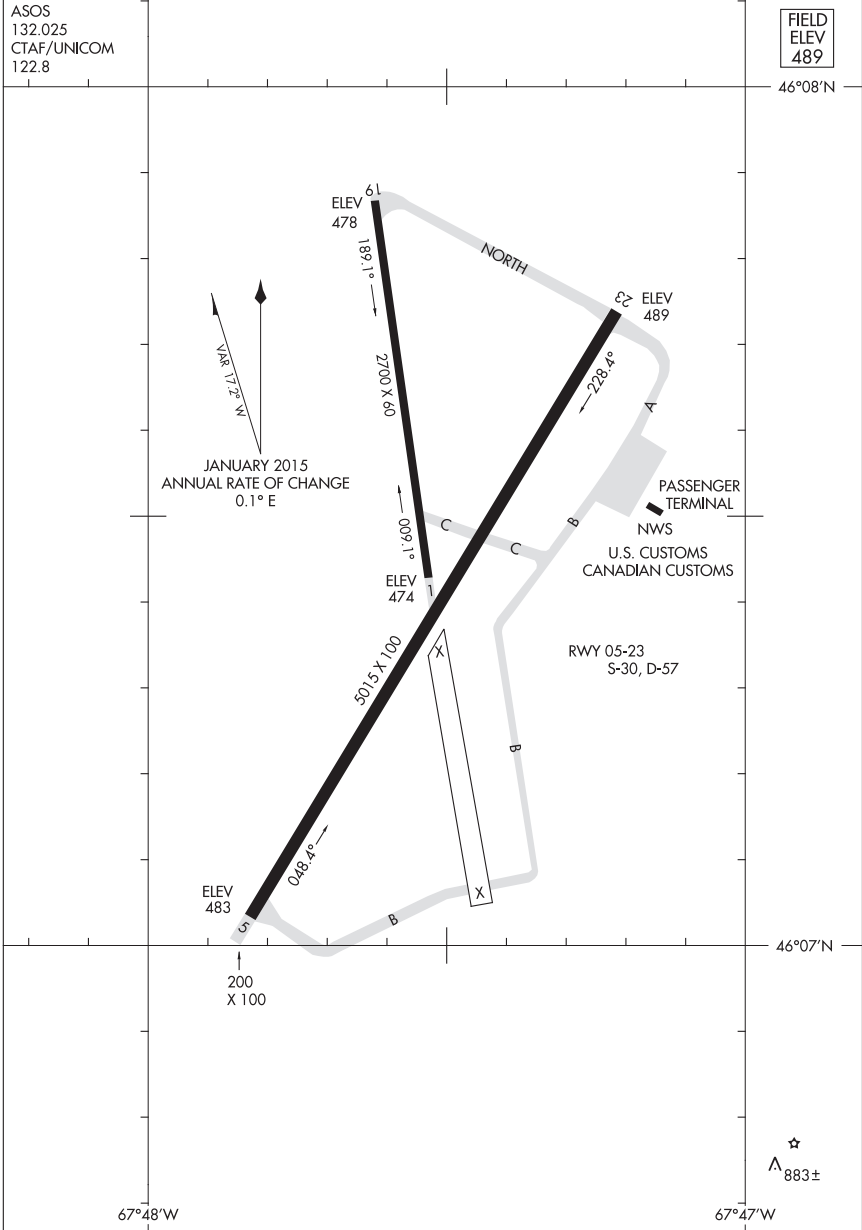 ASOS
132.025
CTAF/UNICOM
122.8
FIELD
ELEV
489
46°08'N
19
ELEV
478
189.1°
NORTH
23
ELEV
489
VAR 17.2° W
2700 X 60
228.4°
A
JANUARY 2015
ANNUAL RATE OF CHANGE
0.1° E
PASSENGER
TERMINAL
NWS
U.S. CUSTOMS
CANADIAN CUSTOMS
009.1°
C
C
B
ELEV
474
1
X
RWY 05-23
S-30, D-57
5015 X 100
B
048.4°
ELEV
483
X
B
5
46°07'N
200
X 100
883±
67°48'W
67°47'W